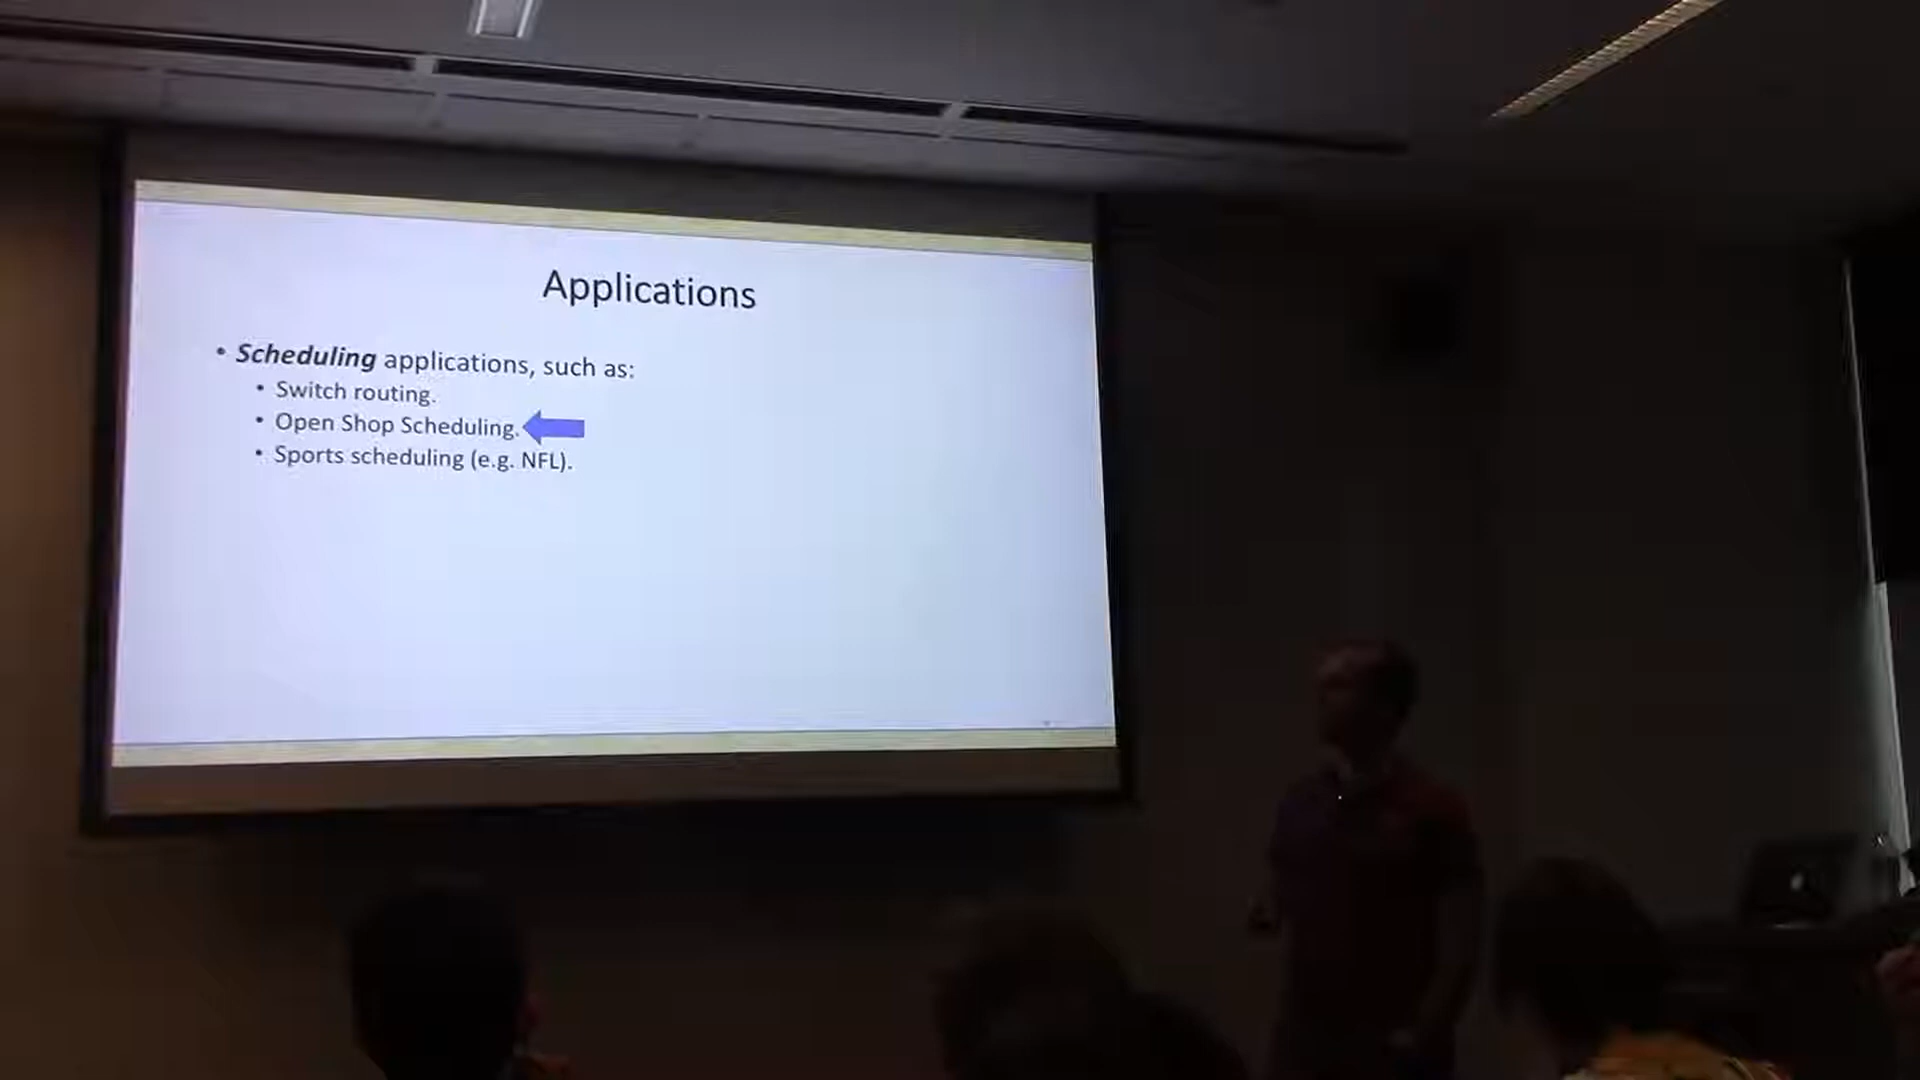 Applications
• Scheduling applications, such as:
• Switch routing.
• Open Shop Scheduling.
• Sports scheduling (e.g. NFL).